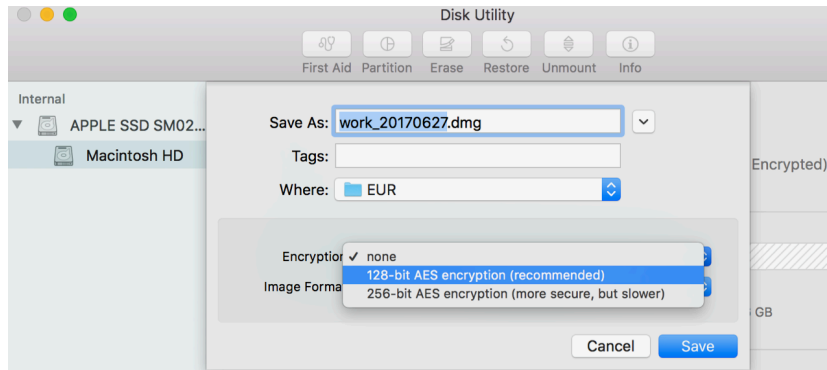 Disk Utility
First Aid Partition Erase Restore Unmount Info
Internal
APPLE SSD SM02...
Macintosh HD
Save As: work_20170627.dmg
Tags:
Where: EUR
Encrypted)
Encryption
none
128-bit AES encryption (recommended)
Image Forma
256-bit AES encryption (more secure, but slower)
GB
Cancel Save